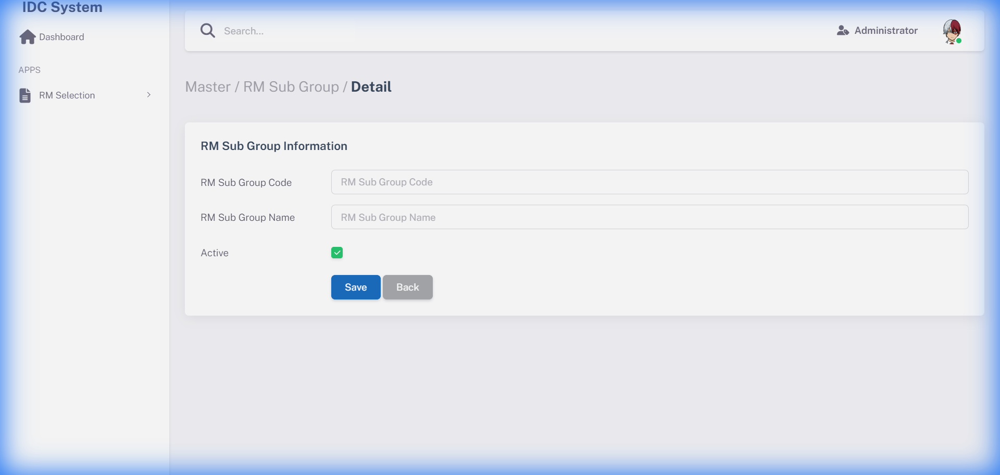 IDC System
Dashboard
APPS
RM Selection
Search...
Administrator
Master / RM Sub Group / Detail
RM Sub Group Information
RM Sub Group Code
RM Sub Group Code
RM Sub Group Name
RM Sub Group Name
Active
Save
Back